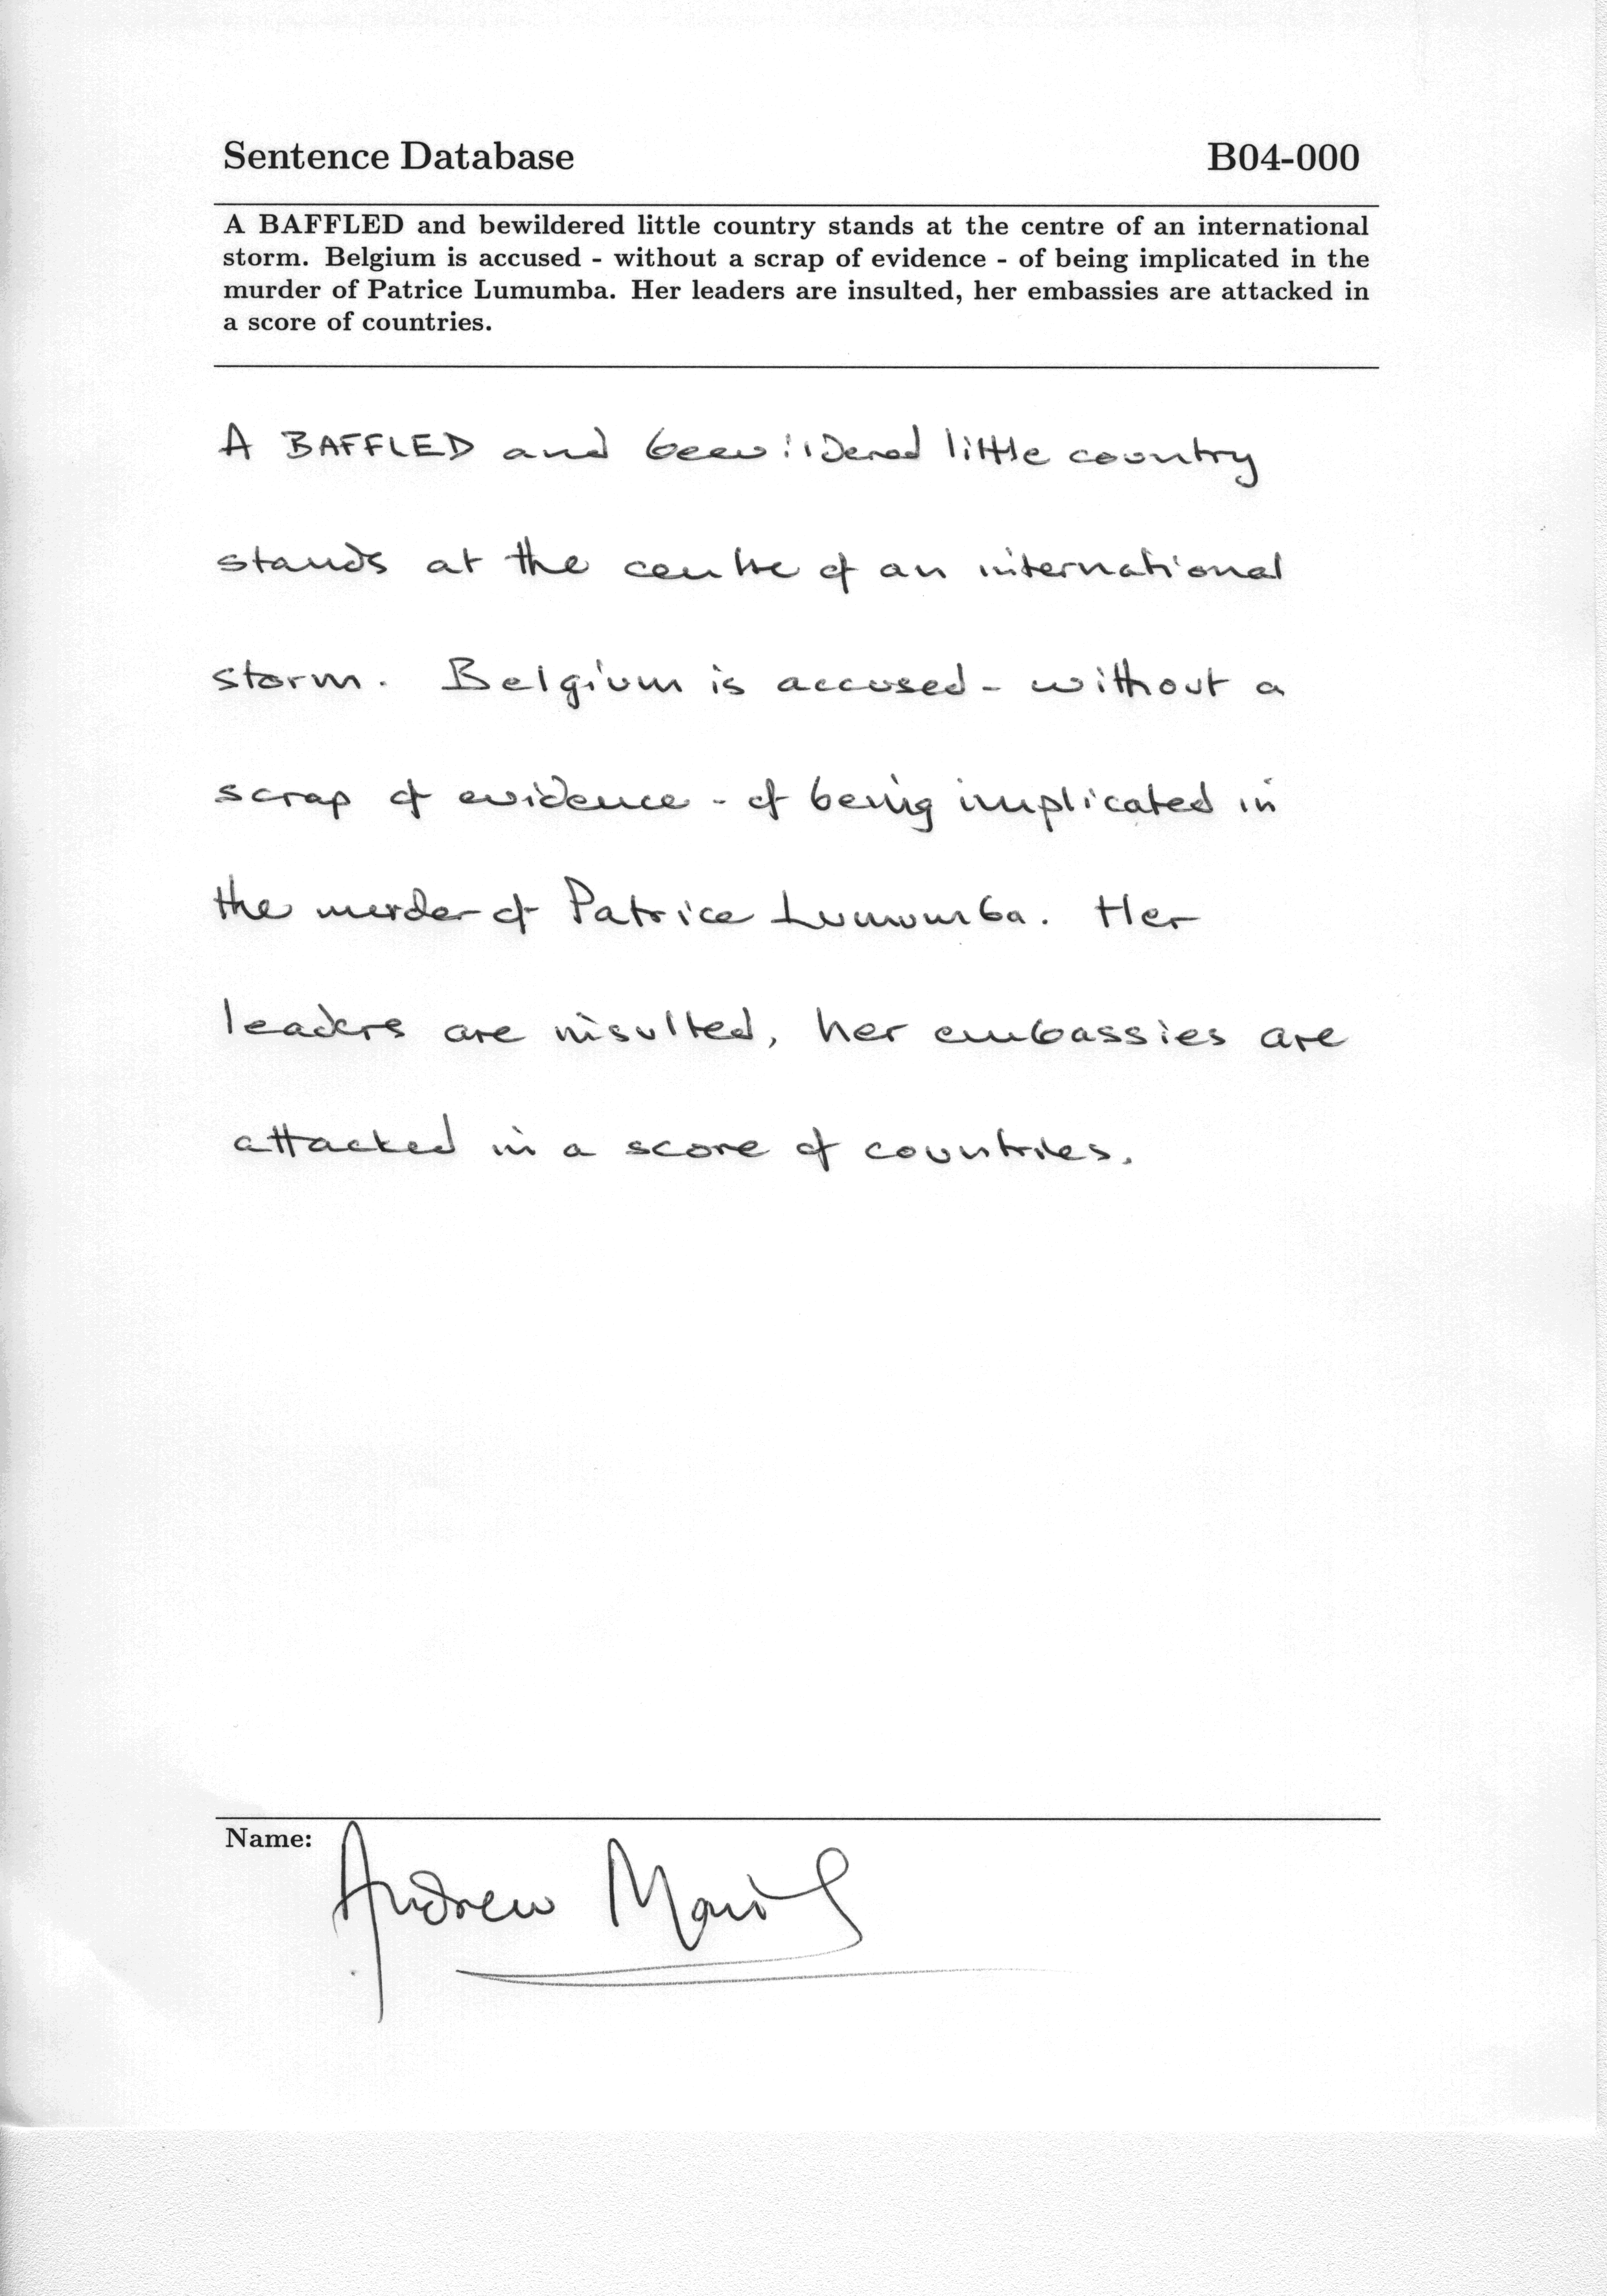 Sentence Database B04-000
A BAFFLED and bewildered little country stands at the centre of an international
storm. Belgium is accused - without a scrap of evidence - of being implicated in the
murder of Patrice Lumumba. Her leaders are insulted, her embassies are attacked in
a score of countries.
A BAFFLED and beewildered little country
stands at the centre of an international
storm. Belgium is accused - without a
scrap of evidence - of being implicated in
the murder of Patrice Lumumba. Her
leaders are insulted, her embassies are
attacked in a score of countries.
Name: Andrew